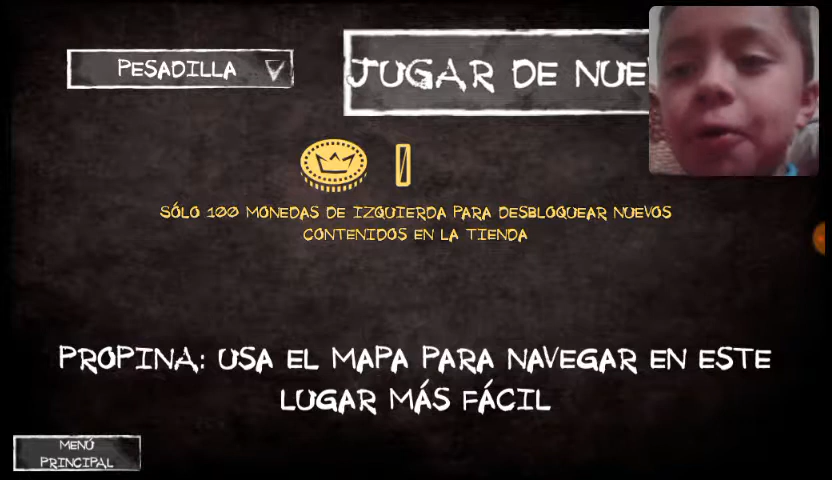 PESADILLA
JUGAR DE
0
SÓLO 100 MONEDAS DE IZQUIERDA PARA DESBLOQUEAR NUEVOS
CONTENIDOS EN LA TIENDA
PROPINA: USA EL MAPA PARA NAVEGAR EN ESTE
LUGAR MÁS FÁCIL
MENÚ
PRINCIPAL